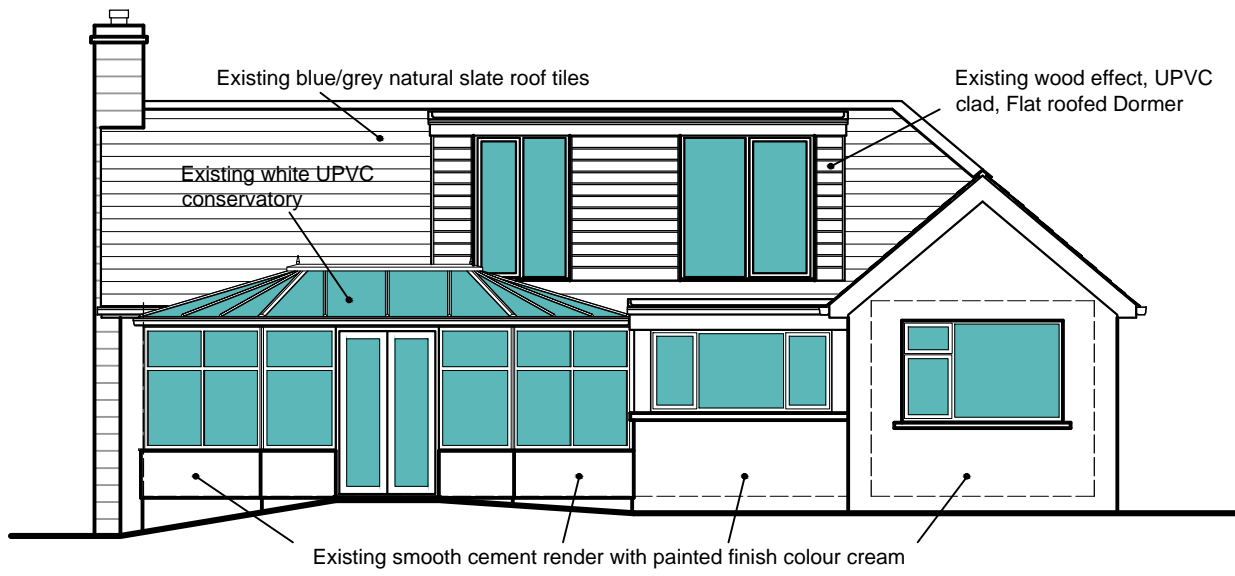 Existing blue/grey natural slate roof tiles
Existing wood effect, UPVC
clad, Flat roofed Dormer
Existing white UPVC
conservatory
Existing smooth cement render with painted finish colour cream